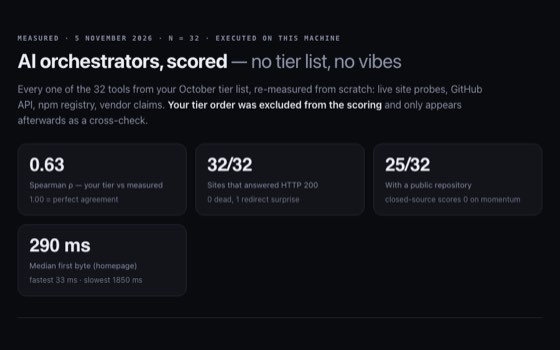 MEASURED · 5 NOVEMBER 2026 · N = 32 · EXECUTED ON THIS MACHINE
AI orchestrators, scored — no tier list, no vibes
Every one of the 32 tools from your October tier list, re-measured from scratch: live site probes, GitHub
API, npm registry, vendor claims. Your tier order was excluded from the scoring and only appears
afterwards as a cross-check.
0.63
Spearman ρ — your tier vs measured
1.00 = perfect agreement
32/32
Sites that answered HTTP 200
0 dead, 1 redirect surprise
25/32
With a public repository
closed-source scores 0 on momentum
290 ms
Median first byte (homepage)
fastest 33 ms · slowest 1850 ms